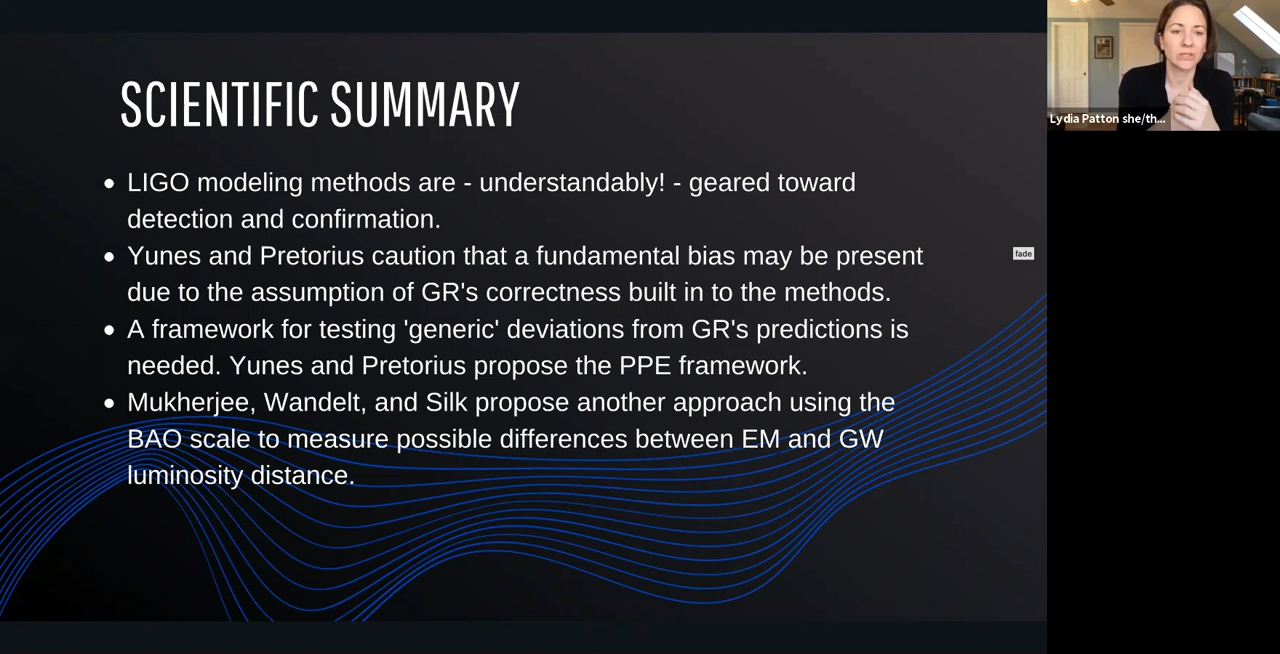 SCIENTIFIC SUMMARY
• LIGO modeling methods are - understandably! - geared toward
detection and confirmation.
• Yunes and Pretorius caution that a fundamental bias may be present
due to the assumption of GR's correctness built in to the methods.
• A framework for testing 'generic' deviations from GR's predictions is
needed. Yunes and Pretorius propose the PPE framework.
• Mukherjee, Wandelt, and Silk propose another approach using the
BAO scale to measure possible differences between EM and GW
luminosity distance.
fade
Lydia Patton she/th...